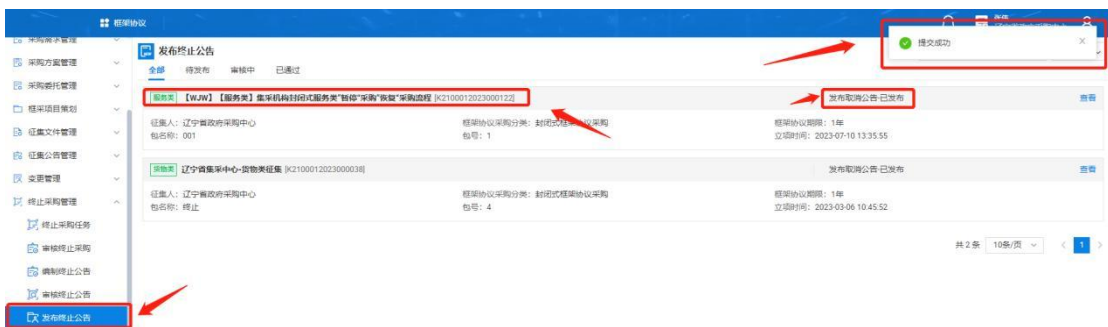 框架协议
提交成功
采购需求管理
采购方案管理
采购委托管理
框采项目策划
征集文件管理
征集公告管理
变更管理
终止采购管理
终止采购任务
审核终止采购
编制终止公告
审核终止公告
发布终止公告
发布终止公告
全部 待发布 审核中 已通过
服务类 【WJW】【服务类】集采机构封闭式服务类"暂停"采购"恢复"采购流程 [K2100012023000122] 发布取消公告-已发布 查看
征集人：辽宁省政府采购中心 框架协议采购分类：封闭式框架协议采购 框架协议期限：1年
包名称：001 包号：1 立项时间：2023-07-10 13:35:55
货物类 辽宁省集采中心-货物类征集 [K2100012023000038] 发布取消公告-已发布 查看
征集人：辽宁省政府采购中心 框架协议采购分类：封闭式框架协议采购 框架协议期限：1年
包名称：终止 包号：4 立项时间：2023-03-06 10:45:52
共 2 条 10条/页 1